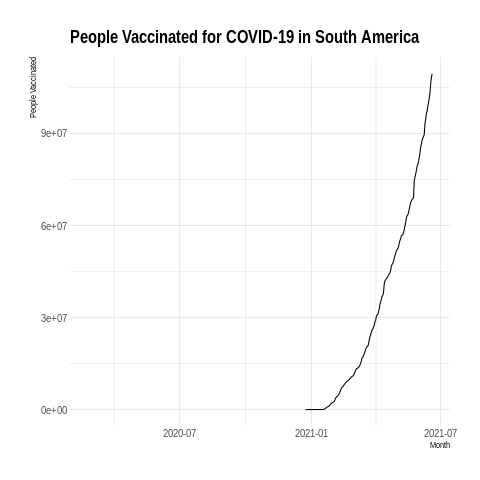 People Vaccinated for COVID-19 in South America
People Vaccinated
9e+07
6e+07
3e+07
0e+00
2020-07
2021-01
2021-07
Month